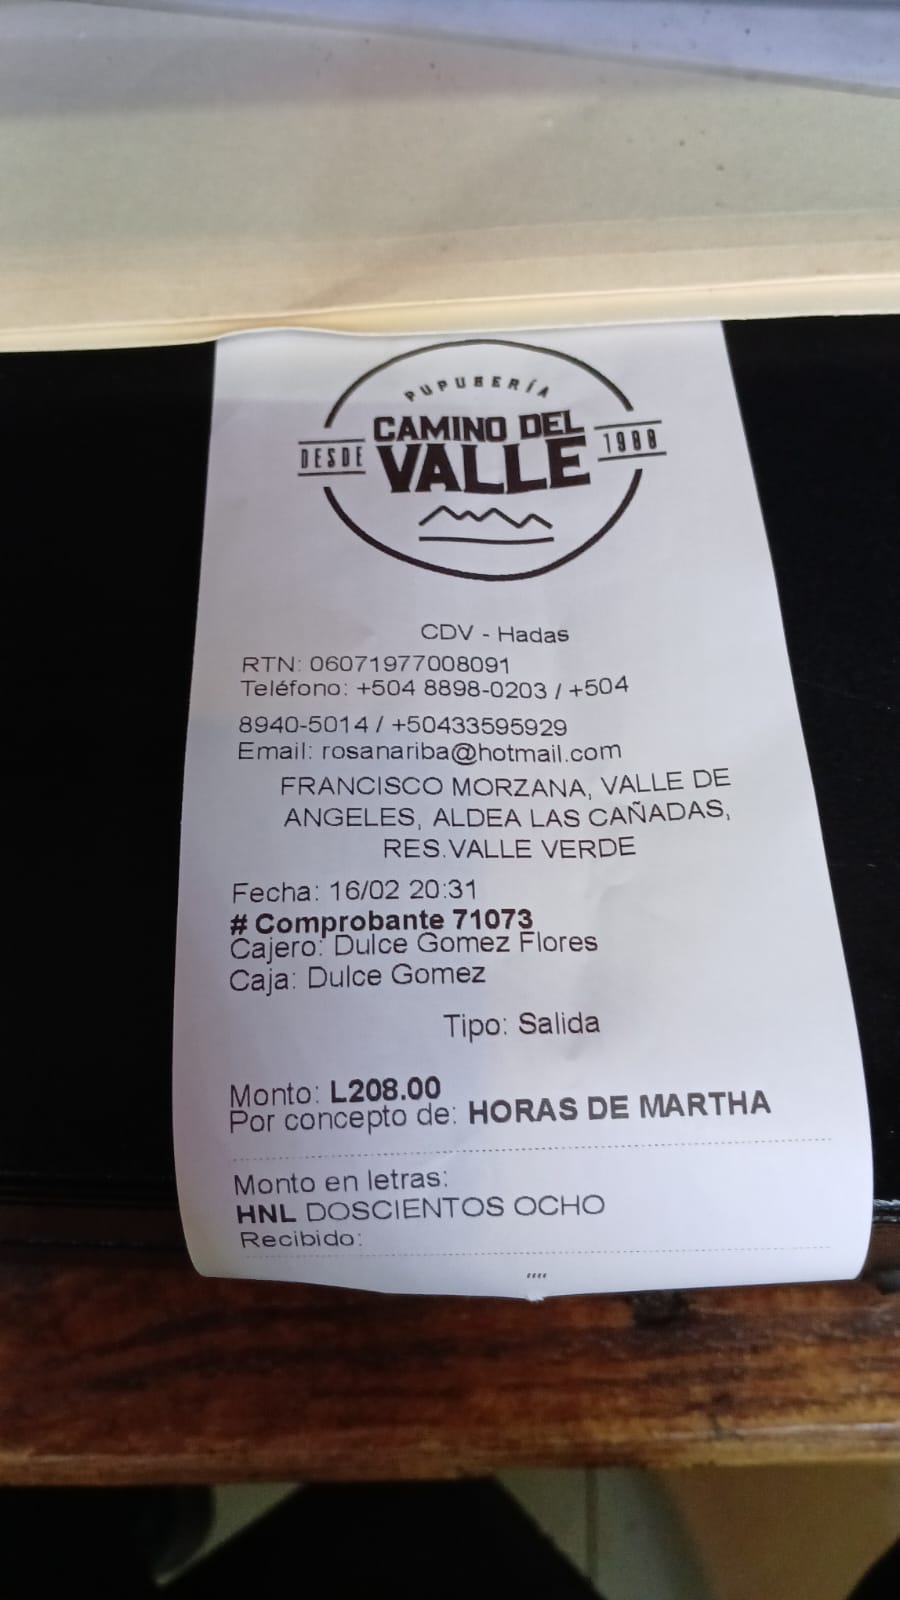 PUPUSERÍA
CAMINO DEL
DESDE VALLE 1988
CDV - Hadas
RTN: 06071977008091
Teléfono: +504 8898-0203 / +504
8940-5014 / +50433595929
Email: rosanariba@hotmail.com
FRANCISCO MORZANA, VALLE DE
ANGELES, ALDEA LAS CAÑADAS,
RES.VALLE VERDE
Fecha: 16/02 20:31
# Comprobante 71073
Cajero: Dulce Gomez Flores
Caja: Dulce Gomez
Tipo: Salida
Monto: L208.00
Por concepto de: HORAS DE MARTHA
Monto en letras:
HNL DOSCIENTOS OCHO
Recibido:
""